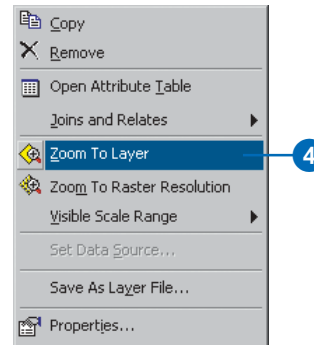 Copy
Remove
Open Attribute Table
Joins and Relates
Zoom To Layer
4
Zoom To Raster Resolution
Visible Scale Range
Set Data Source...
Save As Layer File...
Properties...